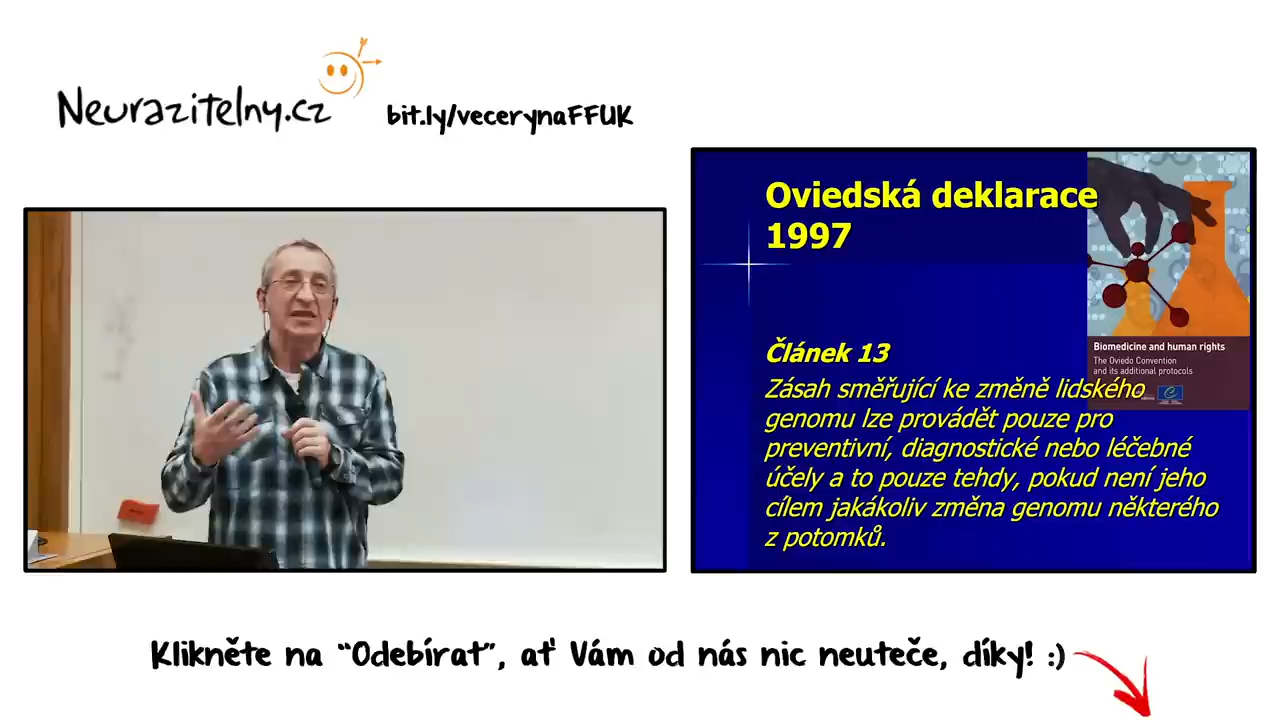 Neurazitelny.cz
bit.ly/vecerynaFFUK
Oviedská deklarace
1997
Biomedicine and human rights
The Oviedo Convention
and its additional protocols
Článek 13
Zásah směřující ke změně lidského
genomu lze provádět pouze pro
preventivní, diagnostické nebo léčebné
účely a to pouze tehdy, pokud není jeho
cílem jakákoliv změna genomu některého
z potomků.
Klikněte na “Odebírat”, ať Vám od nás nic neuteče, díky! :)